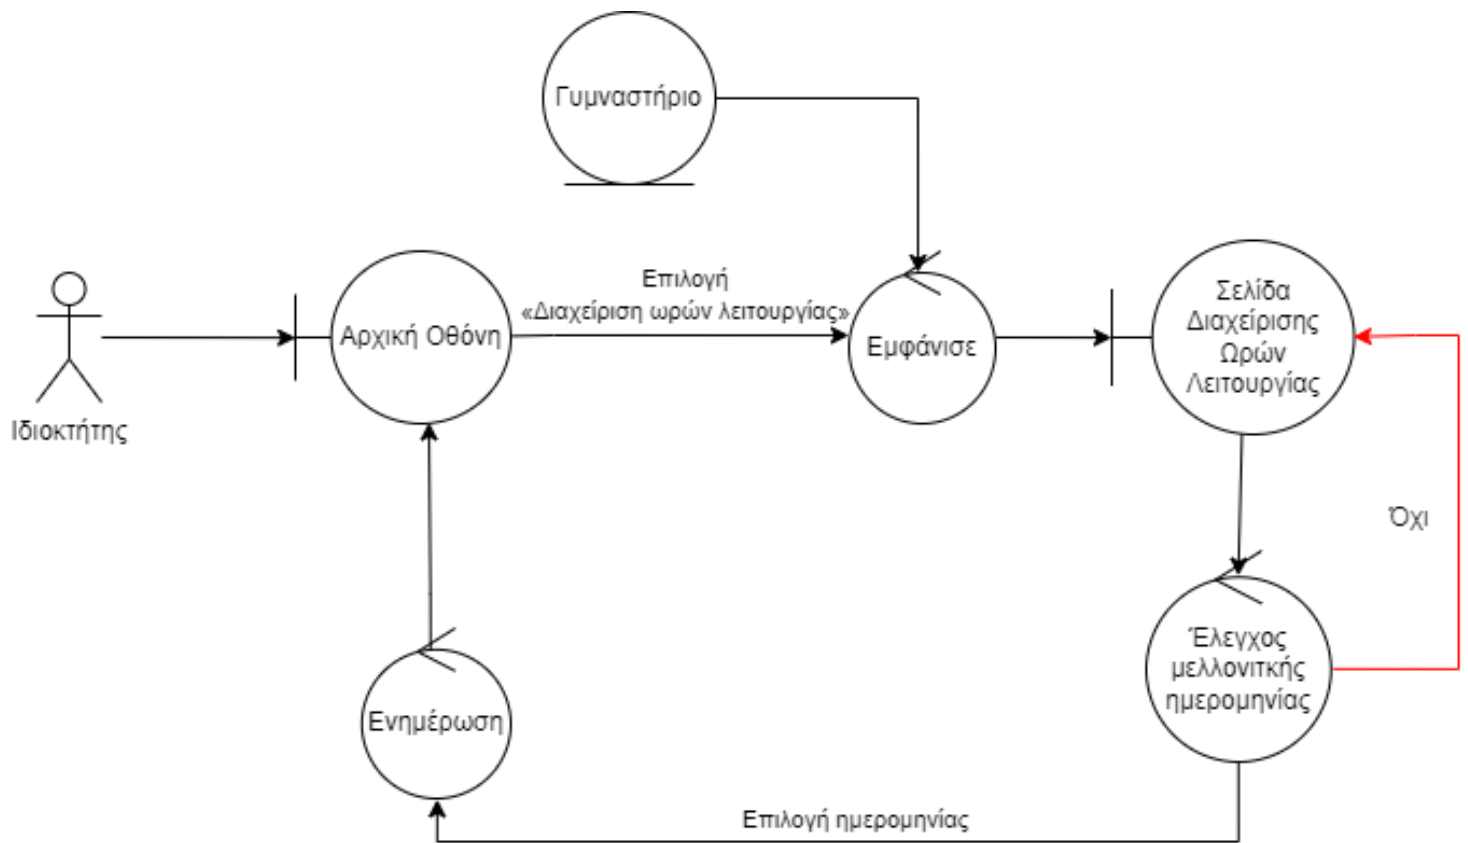 Γυμναστήριο
Επιλογή
«Διαχείριση ωρών λειτουργίας»
Ιδιοκτήτης
Αρχική Οθόνη
Εμφάνισε
Σελίδα
Διαχείρισης
Ωρών
Λειτουργίας
Όχι
Έλεγχος
μελλονιτκής
ημερομηνίας
Ενημέρωση
Επιλογή ημερομηνίας